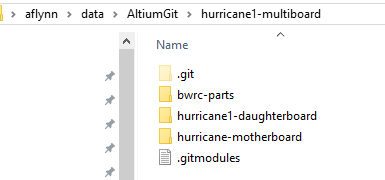 aflynn > data > AltiumGit > hurricane1-multiboard
Name
.git
bwrc-parts
hurricane1-daughterboard
hurricane-motherboard
.gitmodules